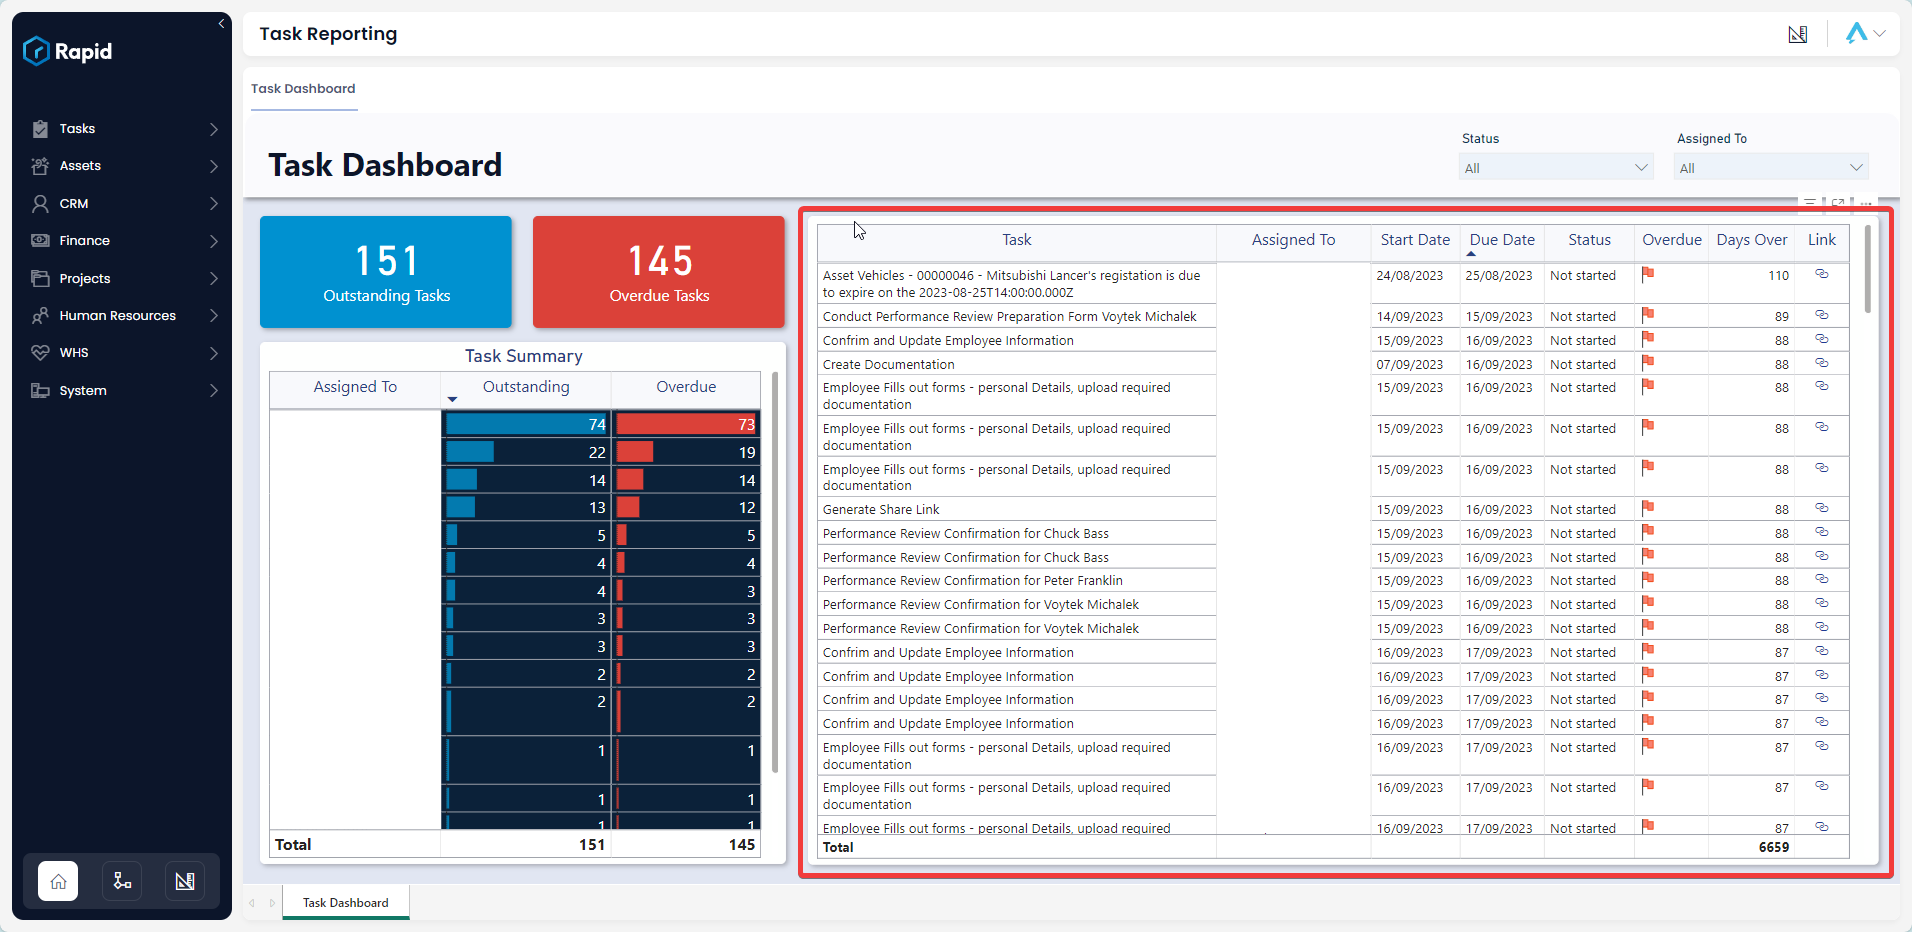 Rapid
Tasks
Assets
CRM
Finance
Projects
Human Resources
WHS
System
Task Reporting
Task Dashboard
Task Dashboard
Status
All
Assigned To
All
151
Outstanding Tasks
145
Overdue Tasks
Task Summary
Assigned To Outstanding Overdue
74 73
22 19
14 14
13 12
5 5
4 4
4 3
3 3
3 3
2 2
2 2
1 1
1 1
1 1
Total 151 145
Task Assigned To Start Date Due Date Status Overdue Days Over Link
Asset Vehicles - 00000046 - Mitsubishi Lancer's registation is due 24/08/2023 25/08/2023 Not started 110
to expire on the 2023-08-25T14:00:00.000Z
Conduct Performance Review Preparation Form Voytek Michalek 14/09/2023 15/09/2023 Not started 89
Confrim and Update Employee Information 15/09/2023 16/09/2023 Not started 88
Create Documentation 07/09/2023 16/09/2023 Not started 88
Employee Fills out forms - personal Details, upload required 15/09/2023 16/09/2023 Not started 88
documentation
Employee Fills out forms - personal Details, upload required 15/09/2023 16/09/2023 Not started 88
documentation
Employee Fills out forms - personal Details, upload required 15/09/2023 16/09/2023 Not started 88
documentation
Generate Share Link 15/09/2023 16/09/2023 Not started 88
Performance Review Confirmation for Chuck Bass 15/09/2023 16/09/2023 Not started 88
Performance Review Confirmation for Chuck Bass 15/09/2023 16/09/2023 Not started 88
Performance Review Confirmation for Peter Franklin 15/09/2023 16/09/2023 Not started 88
Performance Review Confirmation for Voytek Michalek 15/09/2023 16/09/2023 Not started 88
Performance Review Confirmation for Voytek Michalek 15/09/2023 16/09/2023 Not started 88
Confrim and Update Employee Information 16/09/2023 17/09/2023 Not started 87
Confrim and Update Employee Information 16/09/2023 17/09/2023 Not started 87
Confrim and Update Employee Information 16/09/2023 17/09/2023 Not started 87
Confrim and Update Employee Information 16/09/2023 17/09/2023 Not started 87
Employee Fills out forms - personal Details, upload required 16/09/2023 17/09/2023 Not started 87
documentation
Employee Fills out forms - personal Details, upload required 16/09/2023 17/09/2023 Not started 87
documentation
Employee Fills out forms - personal Details, upload required 16/09/2023 17/09/2023 Not started 87
Total 6659
Task Dashboard